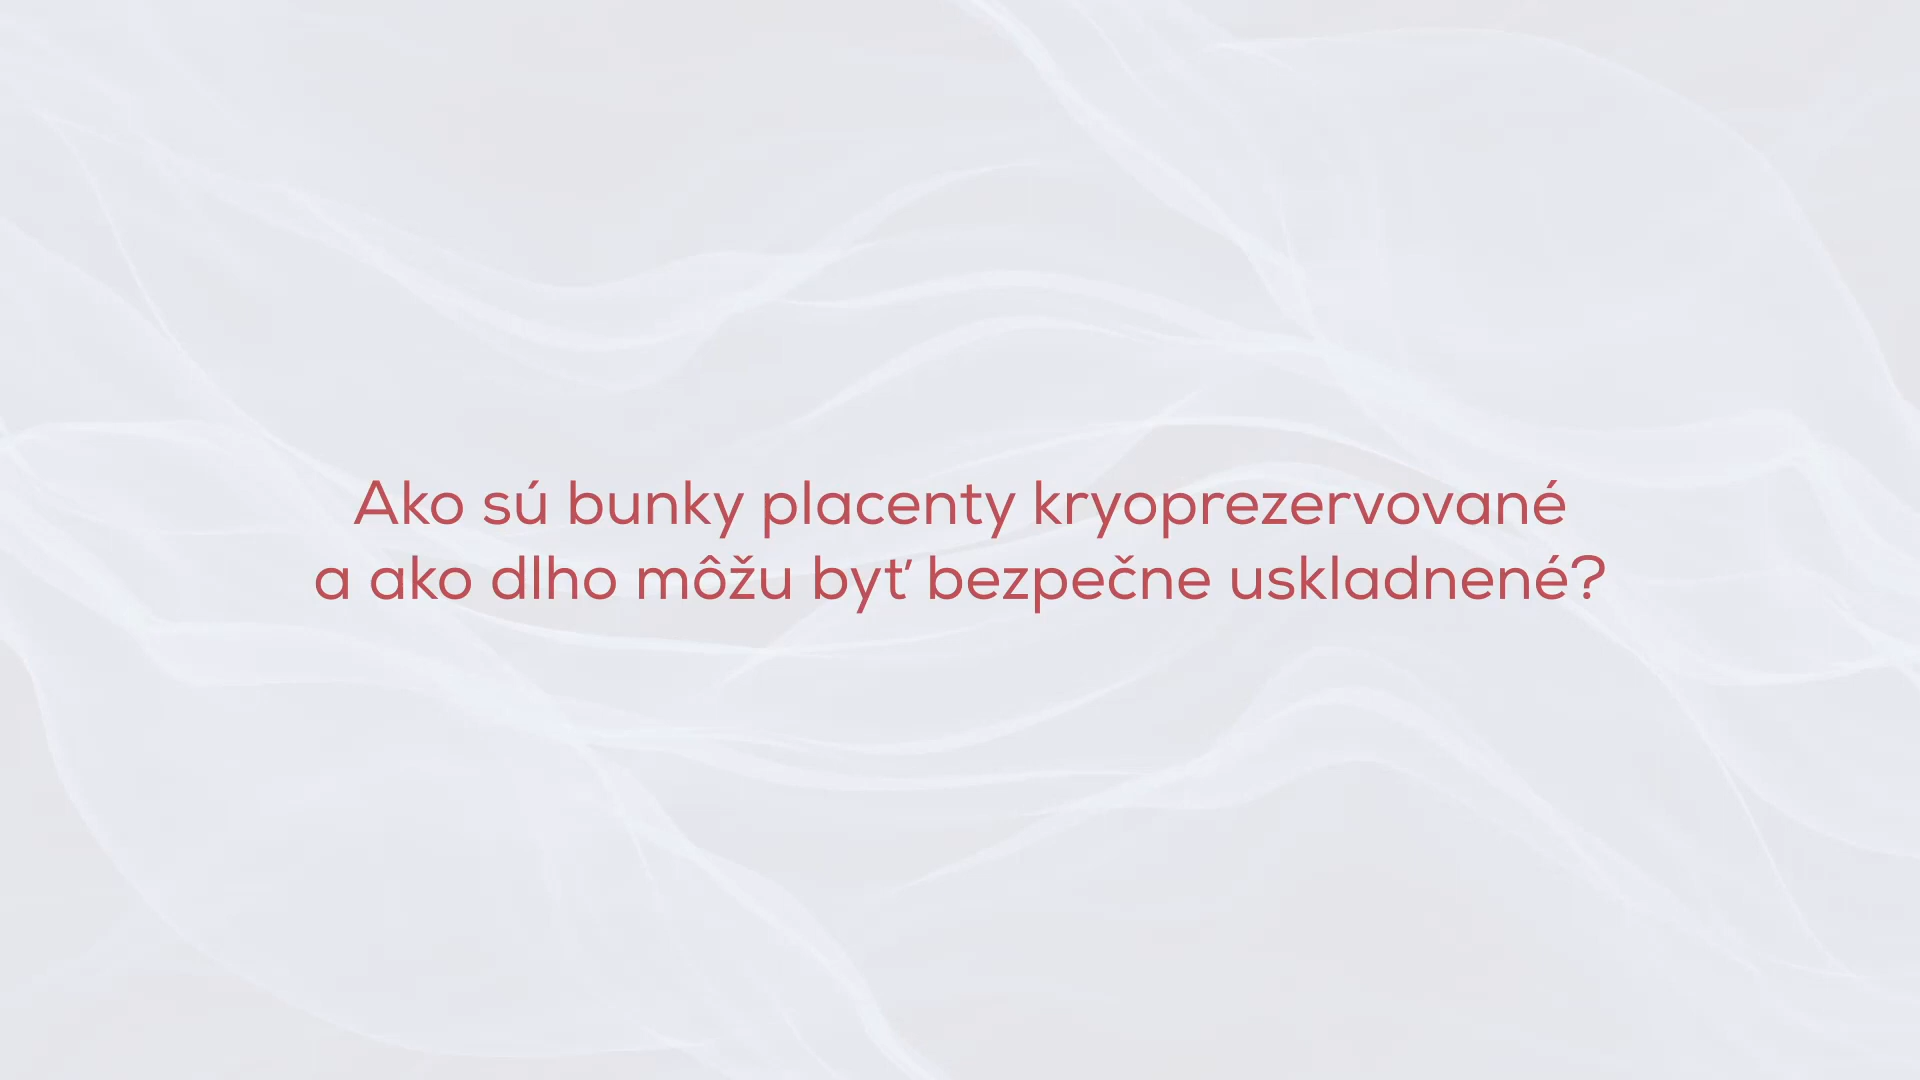 Ako sú bunky placenty kryoprezervované
a ako dlho môžu byť bezpečne uskladnené?